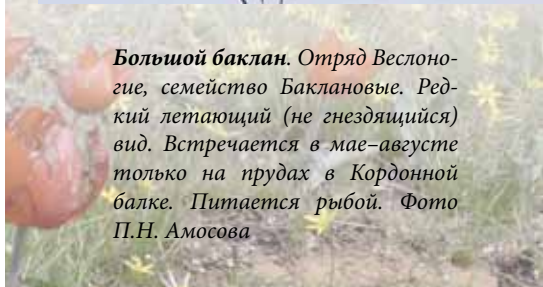 Большой баклан. Отряд Веслоно-
гие, семейство Баклановые. Ред-
кий летающий (не гнездящийся)
вид. Встречается в мае–августе
только на прудах в Кордонной
балке. Питается рыбой. Фото
П.Н. Амосова